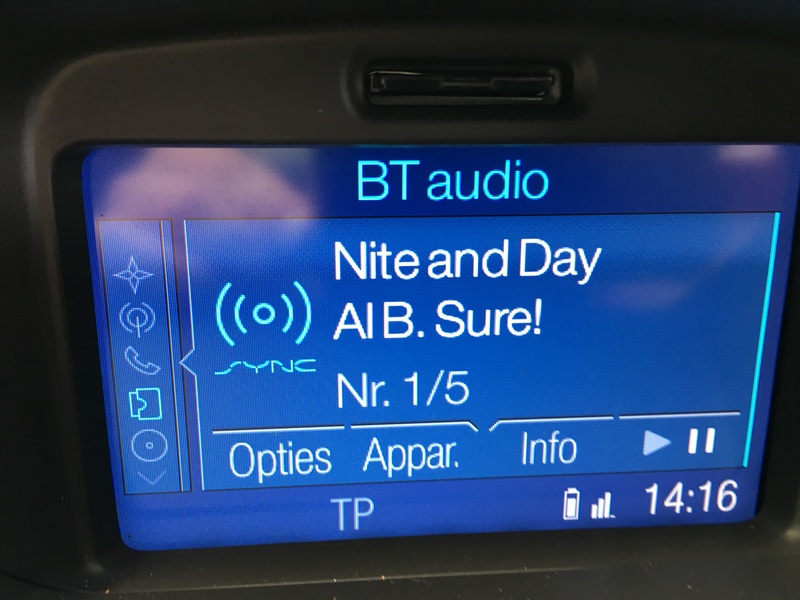 BT audio
Nite and Day
Al B. Sure!
SYNC
Nr. 1/5
Opties Appar. Info
TP 14:16